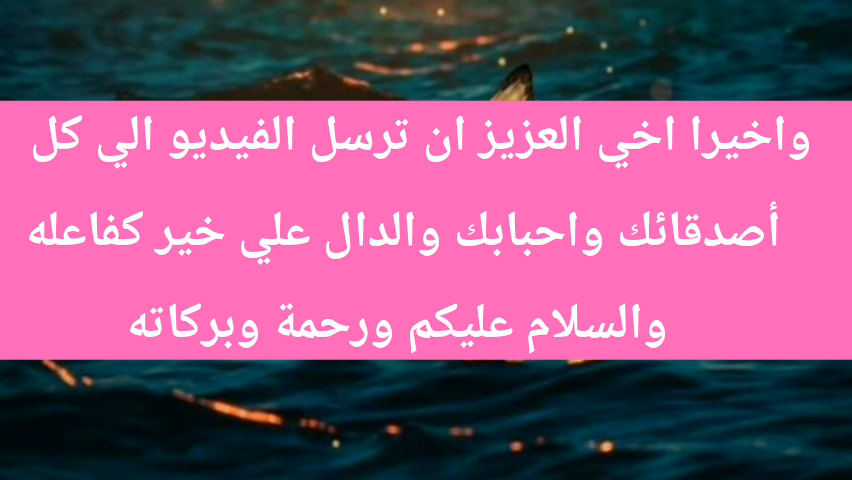 واخيرا اخي العزيز ان ترسل الفيديو الي كل
أصدقائك واحبابك والدال علي خير كفاعله
والسلام عليكم ورحمة وبركاته